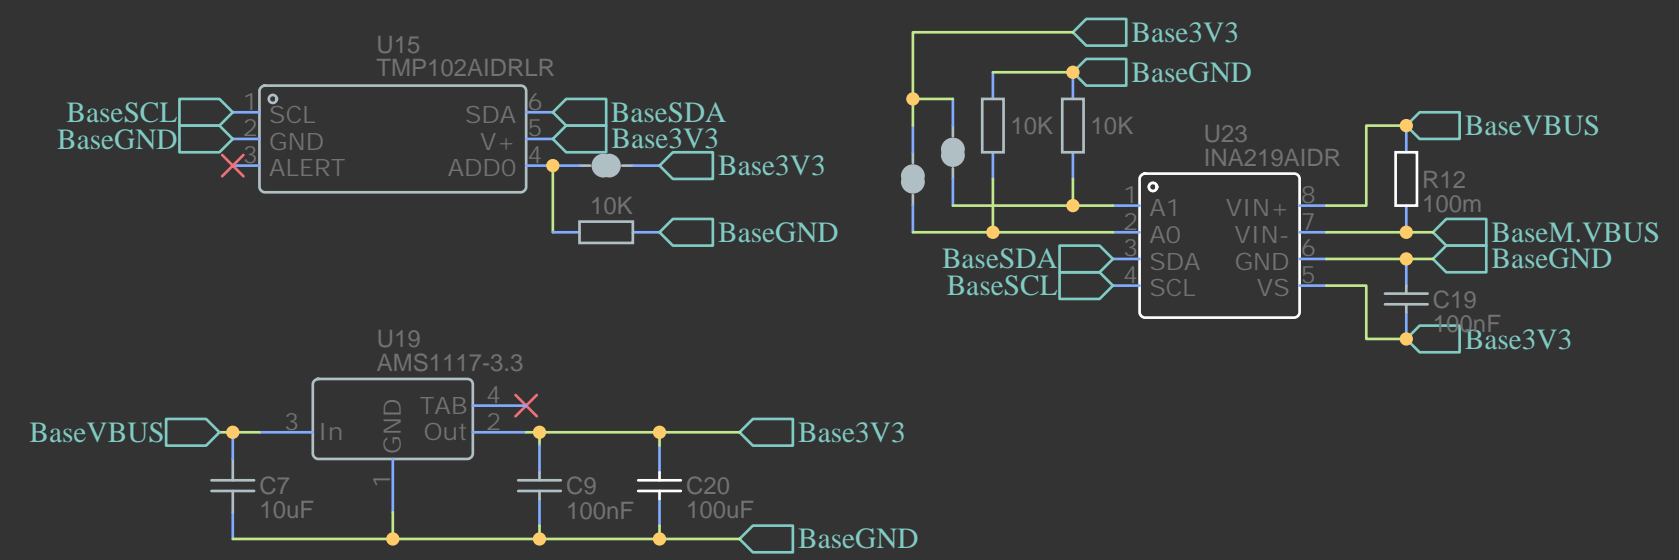 U15
TMP102AIDRLR
BaseSCL
1
SCL
SDA
6
BaseSDA
BaseGND
2
GND
V+
5
Base3V3
3
ALERT
ADD0
4
Base3V3
10K
BaseGND
Base3V3
BaseGND
10K
10K
U23
INA219AIDR
BaseVBUS
R12
100m
1
A1
VIN+
8
2
A0
VIN-
7
BaseM.VBUS
BaseSDA
3
SDA
GND
6
BaseGND
BaseSCL
4
SCL
VS
5
C19
100nF
Base3V3
U19
AMS1117-3.3
BaseVBUS
3
In
GND
1
TAB
4
Out
2
Base3V3
C7
10uF
C9
100nF
C20
100uF
BaseGND